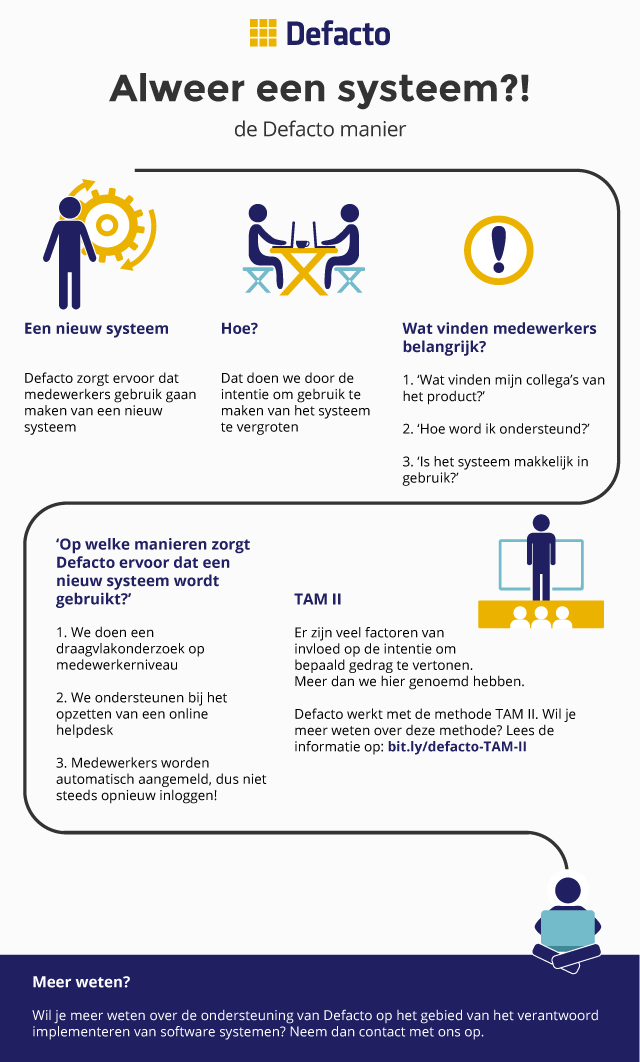 Defacto
Alweer een systeem?!
de Defacto manier
Een nieuw systeem
Defacto zorgt ervoor dat
medewerkers gebruik gaan
maken van een nieuw
systeem
Hoe?
Dat doen we door de
intentie om gebruik te
maken van het systeem
te vergroten
Wat vinden medewerkers
belangrijk?
1. ‘Wat vinden mijn collega’s van
het product?’
2. ‘Hoe word ik ondersteund?’
3. ‘Is het systeem makkelijk in
gebruik?’
‘Op welke manieren zorgt
Defacto ervoor dat een
nieuw systeem wordt
gebruikt?’
1. We doen een
draagvlakonderzoek op
medewerkerniveau
2. We ondersteunen bij het
opzetten van een online
helpdesk
3. Medewerkers worden
automatisch aangemeld, dus niet
steeds opnieuw inloggen!
TAM II
Er zijn veel factoren van
invloed op de intentie om
bepaald gedrag te vertonen.
Meer dan we hier genoemd hebben.
Defacto werkt met de methode TAM II. Wil je
meer weten over deze methode? Lees de
informatie op: bit.ly/defacto-TAM-II
Meer weten?
Wil je meer weten over de ondersteuning van Defacto op het gebied van het verantwoord
implementeren van software systemen? Neem dan contact met ons op.